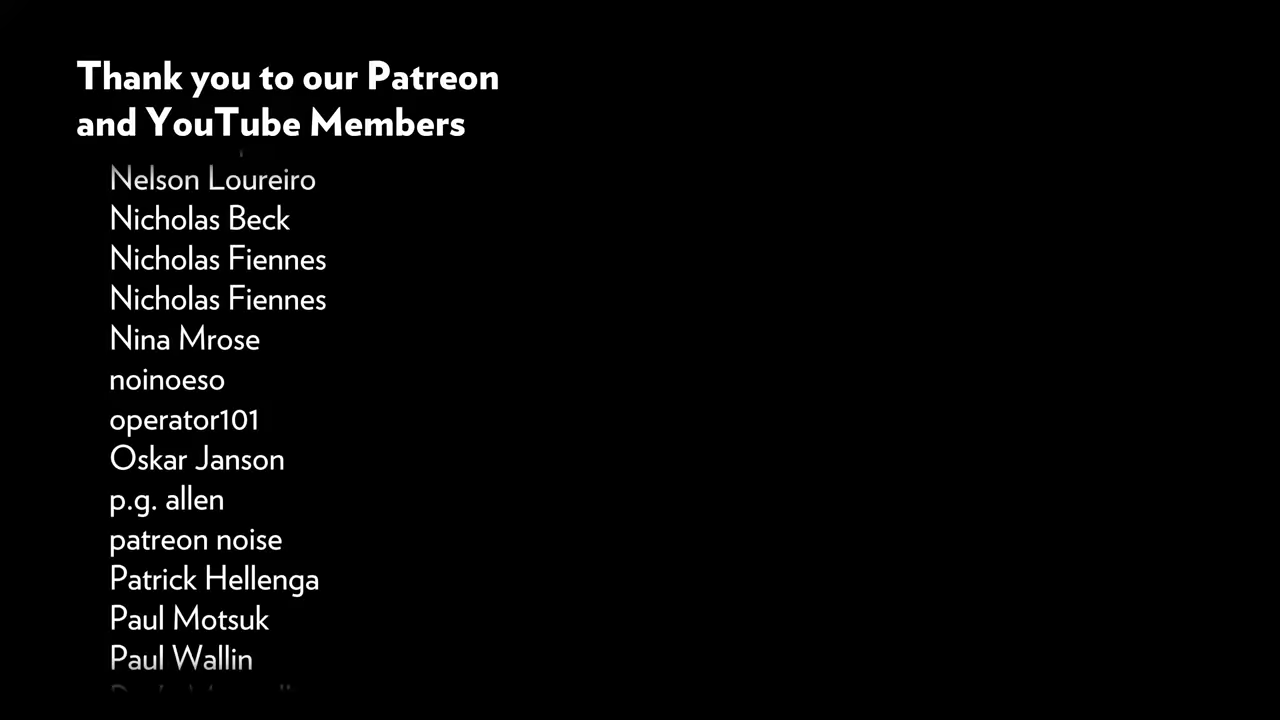 Thank you to our Patreon
and YouTube Members
Nelson Loureiro
Nicholas Beck
Nicholas Fiennes
Nicholas Fiennes
Nina Mrose
noinoeso
operator101
Oskar Janson
p.g. allen
patreon noise
Patrick Hellenga
Paul Motsuk
Paul Wallin